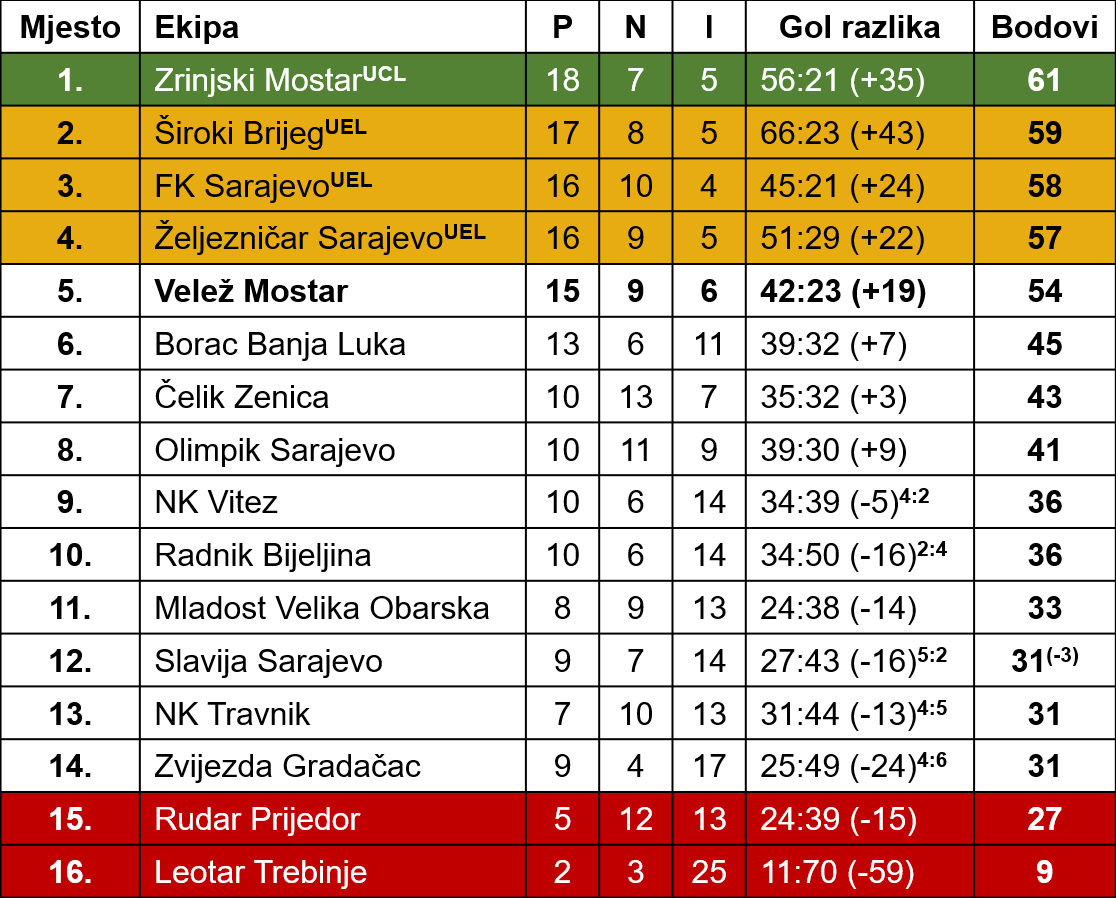 Mjesto Ekipa P N I Gol razlika Bodovi
1. Zrinjski MostarUCL 18 7 5 56:21 (+35) 61
2. Široki BrijegUEL 17 8 5 66:23 (+43) 59
3. FK SarajevoUEL 16 10 4 45:21 (+24) 58
4. Željezničar SarajevoUEL 16 9 5 51:29 (+22) 57
5. Velež Mostar 15 9 6 42:23 (+19) 54
6. Borac Banja Luka 13 6 11 39:32 (+7) 45
7. Čelik Zenica 10 13 7 35:32 (+3) 43
8. Olimpik Sarajevo 10 11 9 39:30 (+9) 41
9. NK Vitez 10 6 14 34:39 (-5)4:2 36
10. Radnik Bijeljina 10 6 14 34:50 (-16)2:4 36
11. Mladost Velika Obarska 8 9 13 24:38 (-14) 33
12. Slavija Sarajevo 9 7 14 27:43 (-16)5:2 31(-3)
13. NK Travnik 7 10 13 31:44 (-13)4:5 31
14. Zvijezda Gradačac 9 4 17 25:49 (-24)4:6 31
15. Rudar Prijedor 5 12 13 24:39 (-15) 27
16. Leotar Trebinje 2 3 25 11:70 (-59) 9